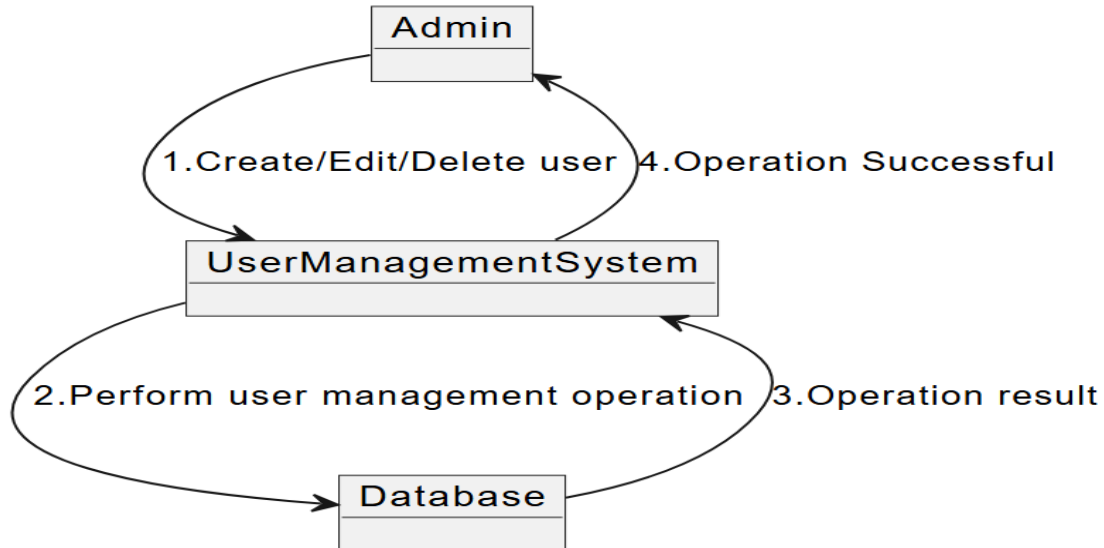 Admin
1.Create/Edit/Delete user
4.Operation Successful
UserManagementSystem
2.Perform user management operation
3.Operation result
Database